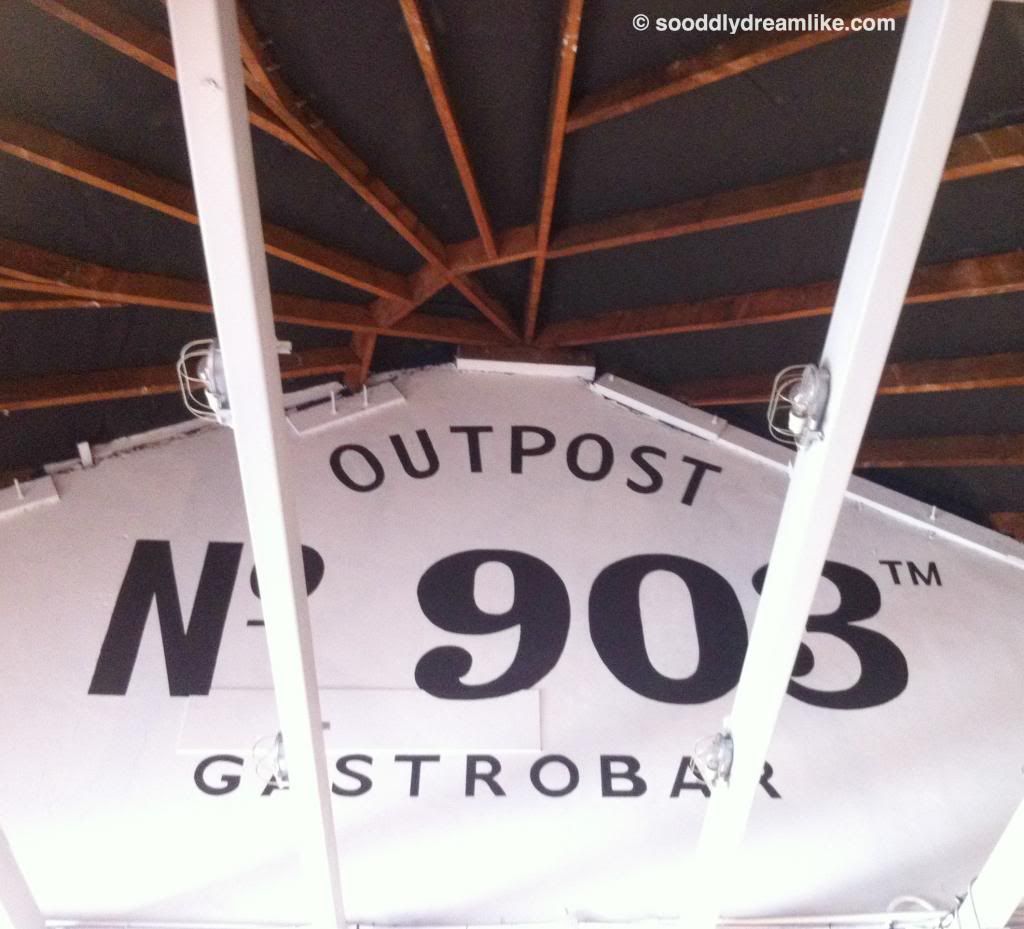 © sooddlydreamlike.com
OUTPOST
Nº 903™
GASTROBAR